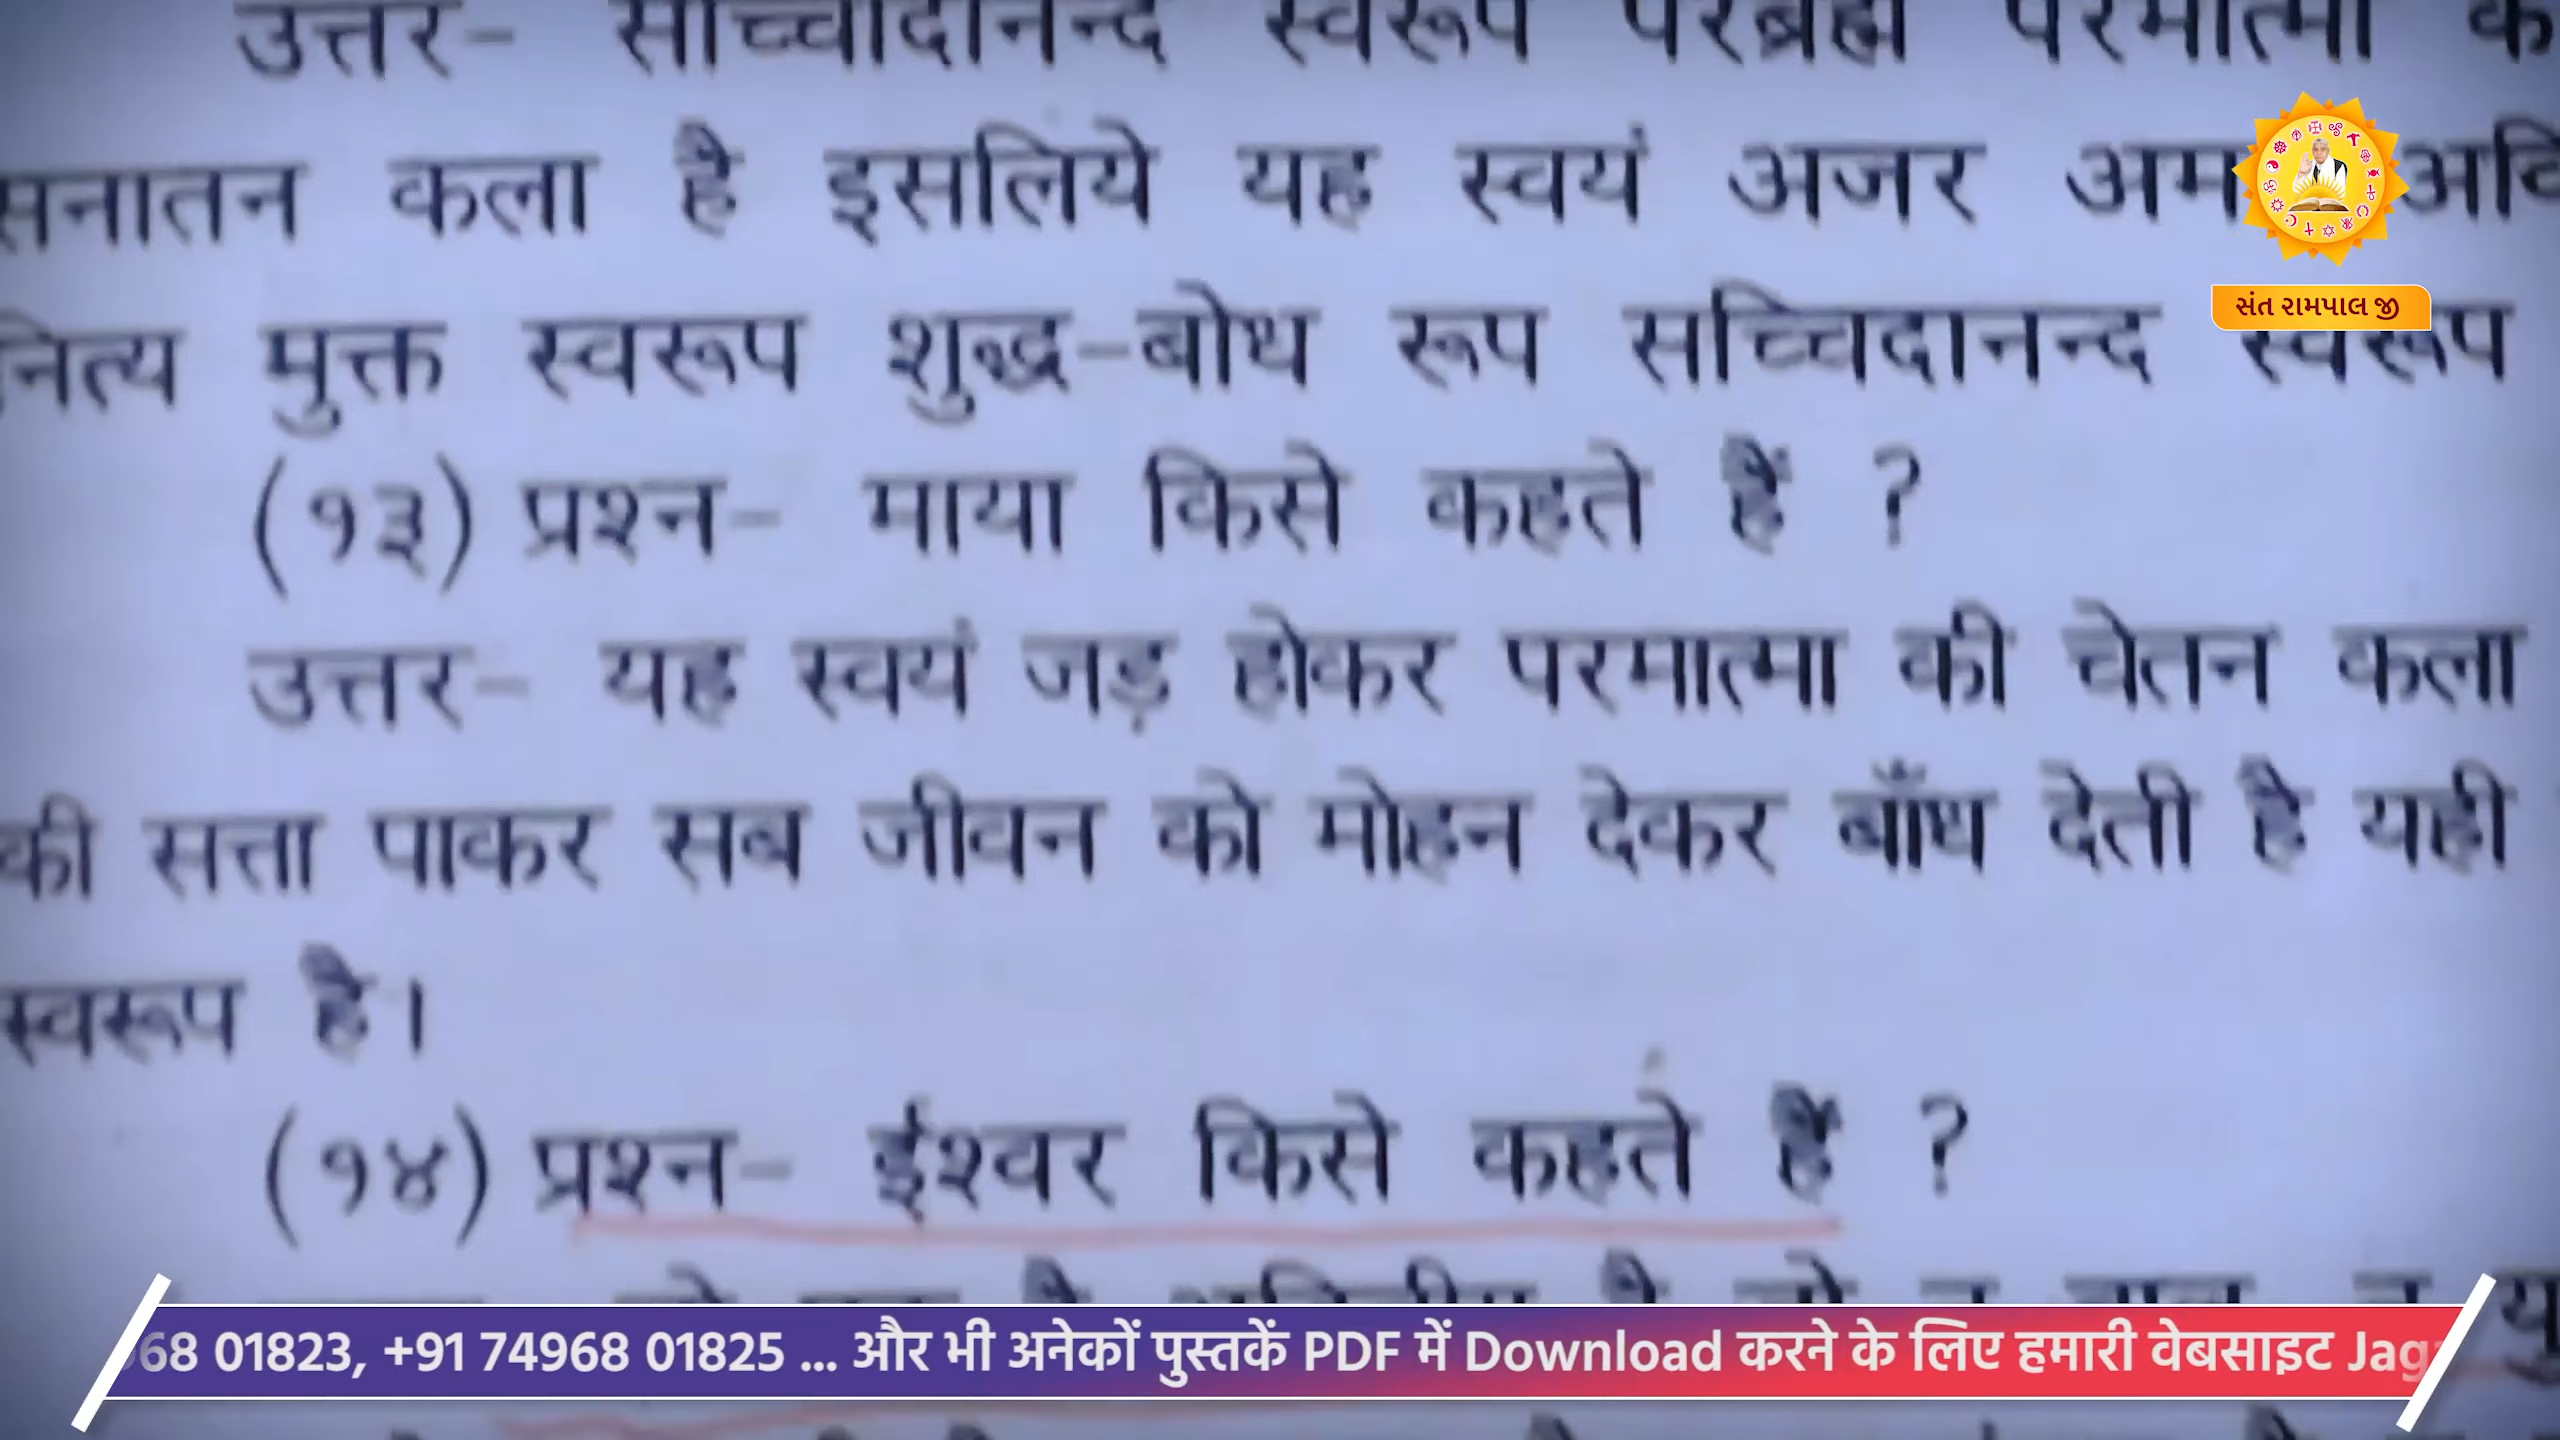 उत्तर- सच्चिदानन्द स्वरूप परब्रह्म परमात्मा
सनातन कला है इसलिये यह स्वयं अजर
नित्य मुक्त स्वरूप शुद्ध-बोध रूप सच्चिदानन्द स्वरूप
(१३) प्रश्न- माया किसे कहते हैं ?
उत्तर- यह स्वयं जड़ होकर परमात्मा की चेतन कला
की सत्ता पाकर सब जीवन को मोहन देकर बाँध देती है यही
स्वरूप है।
(१४) प्रश्न- ईश्वर किसे कहते हैं ?
સંત રામપાલ જી
68 01823, +91 74968 01825 ... और भी अनेकों पुस्तकें PDF में Download करने के लिए हमारी वेबसाइट Jag